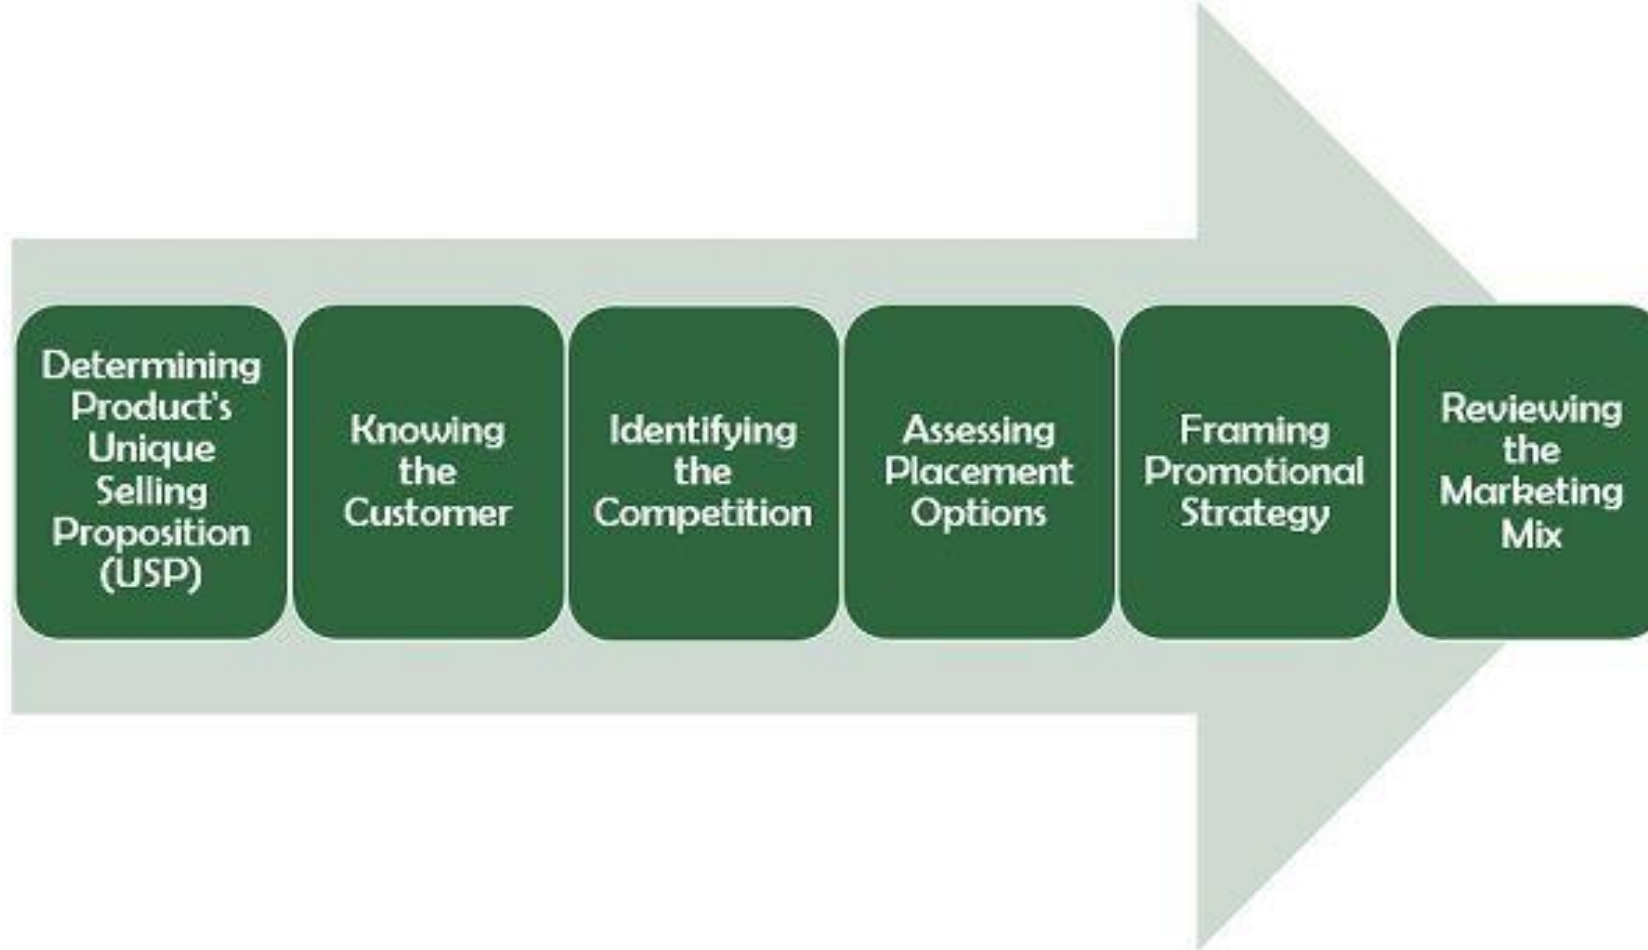 Determining
Product's
Unique
Selling
Proposition
(USP)
Knowing
the
Customer
Identifying
the
Competition
Assessing
Placement
Options
Framing
Promotional
Strategy
Reviewing
the
Marketing
Mix